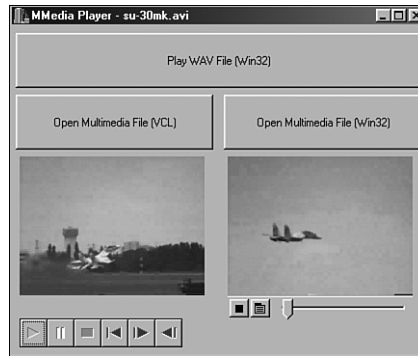 MMedia Player - su-30mk.avi
Play WAV File (Win32)
Open Multimedia File (VCL)
Open Multimedia File (Win32)